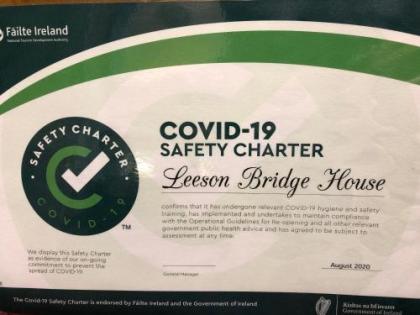 Fáilte Ireland
National Tourism Development Authority
COVID-19
SAFETY CHARTER
Leeson Bridge House
SAFETY CHARTER
COVID-19
TM
confirms that it has undergone relevant COVID-19 hygiene and safety
training, has implemented and undertakes to maintain compliance
with the Operational Guidelines for Re-opening and all other relevant
government public health advice and has agreed to be subject to
assessment at any time.
We display this Safety Charter
as evidence of our on-going
commitment to prevent the
spread of COVID-19.
General Manager
August 2020
The Covid-19 Safety Charter is endorsed by Fáilte Ireland and the Government of Ireland
Rialtas na hÉireann
Government of Ireland